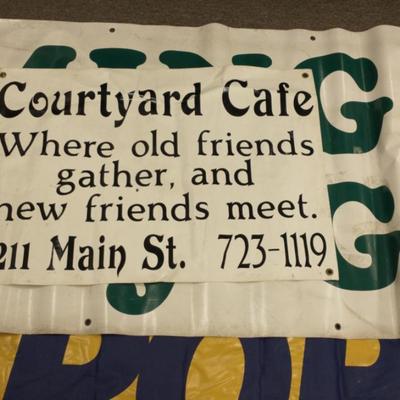 Courtyard Cafe
Where old friends
gather, and
new friends meet.
211 Main St. 723-1119